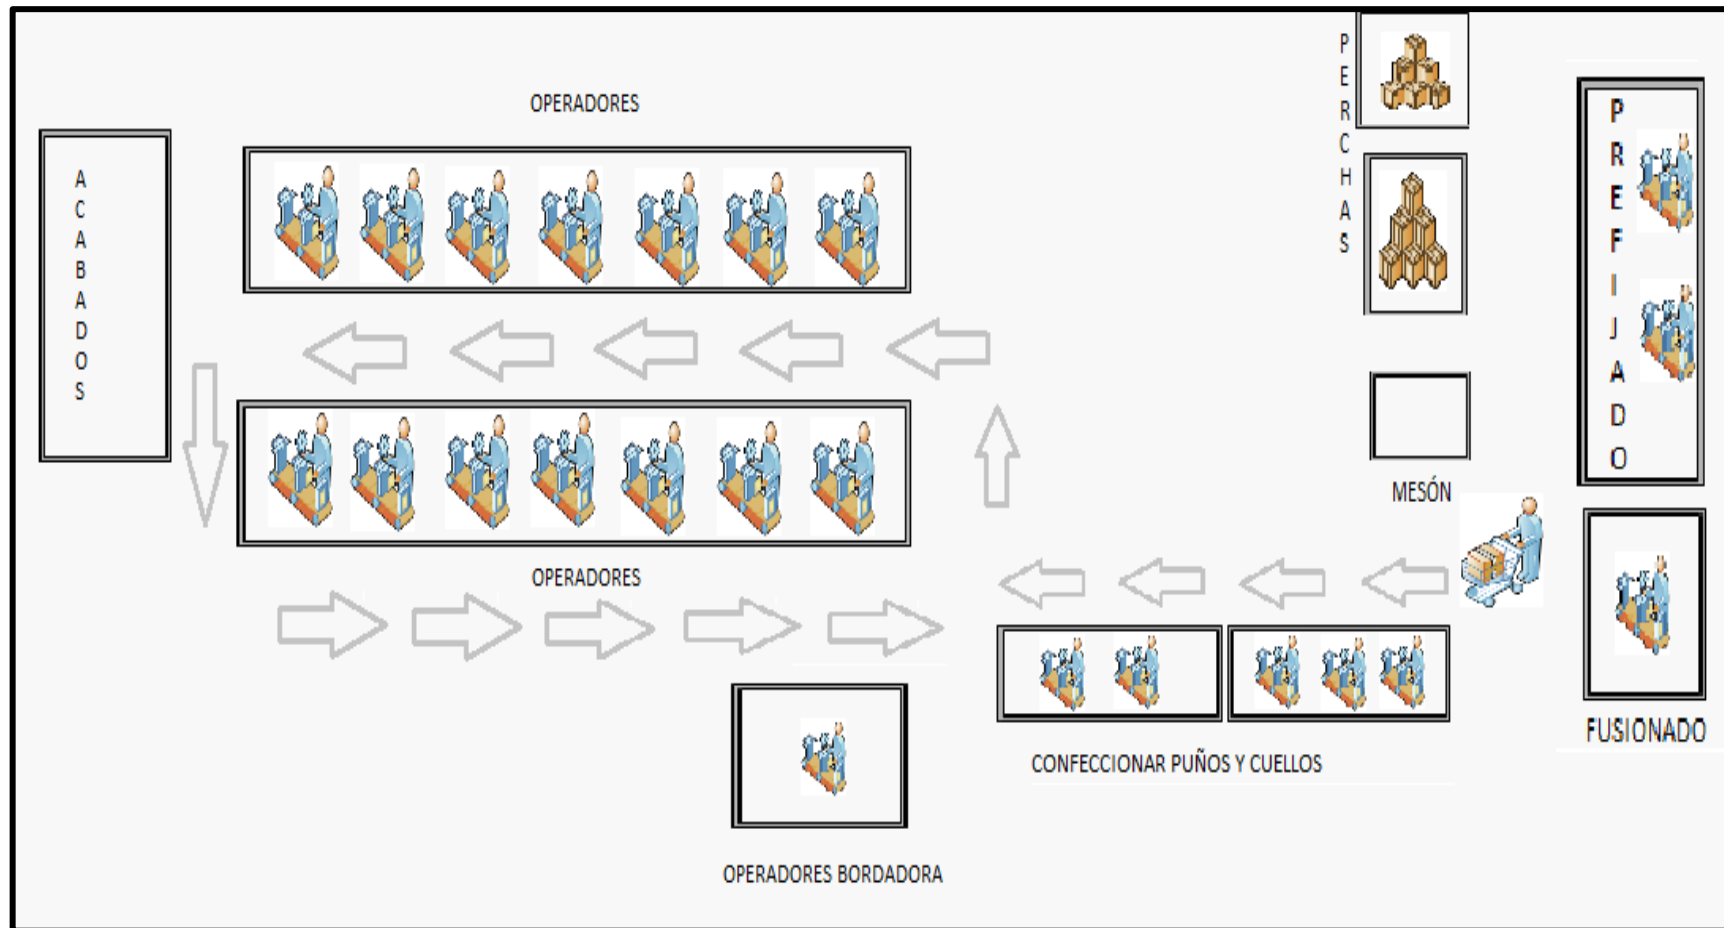 PERCHAS
PREFIJADO
OPERADORES
ACABADOS
MESÓN
OPERADORES
FUSIONADO
CONFECCIONAR PUÑOS Y CUELLOS
OPERADORES BORDADORA